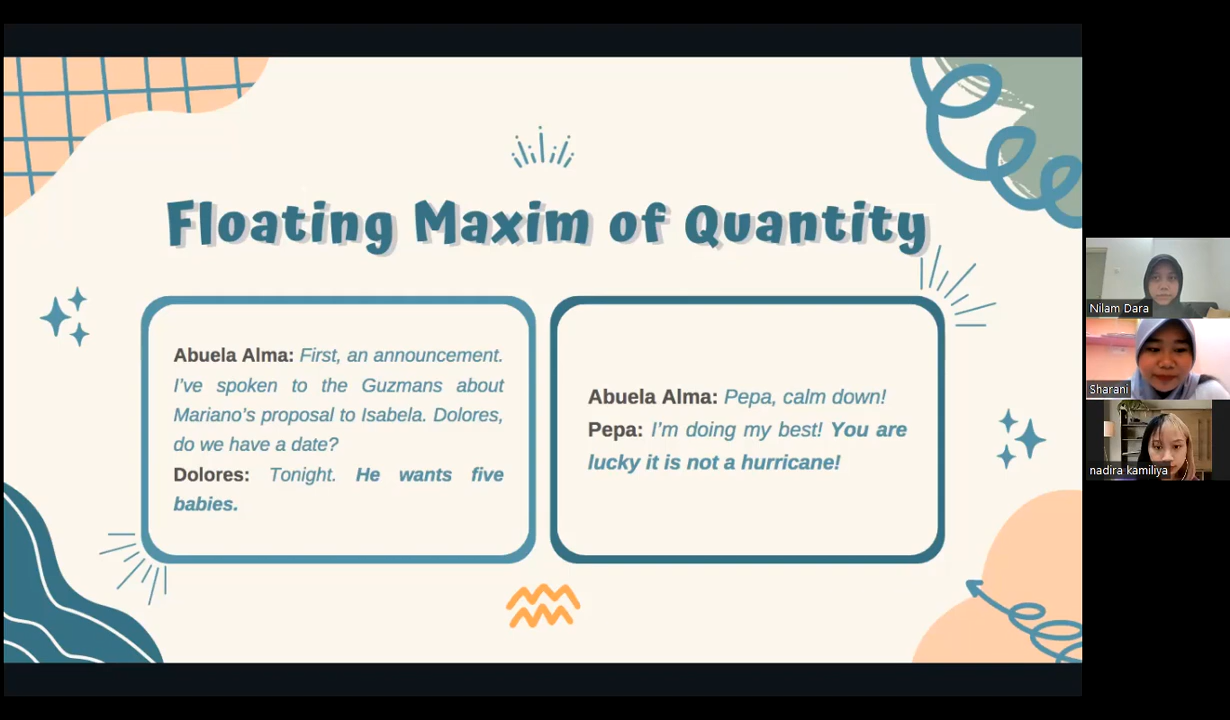 Floating Maxim of Quantity
Abuela Alma: First, an announcement.
I've spoken to the Guzmans about
Mariano's proposal to Isabela. Dolores,
do we have a date?
Dolores: Tonight. He wants five
babies.
Abuela Alma: Pepa, calm down!
Pepa: I'm doing my best! You are
lucky it is not a hurricane!
Nilam Dara
Sharani
nadira kamiliya